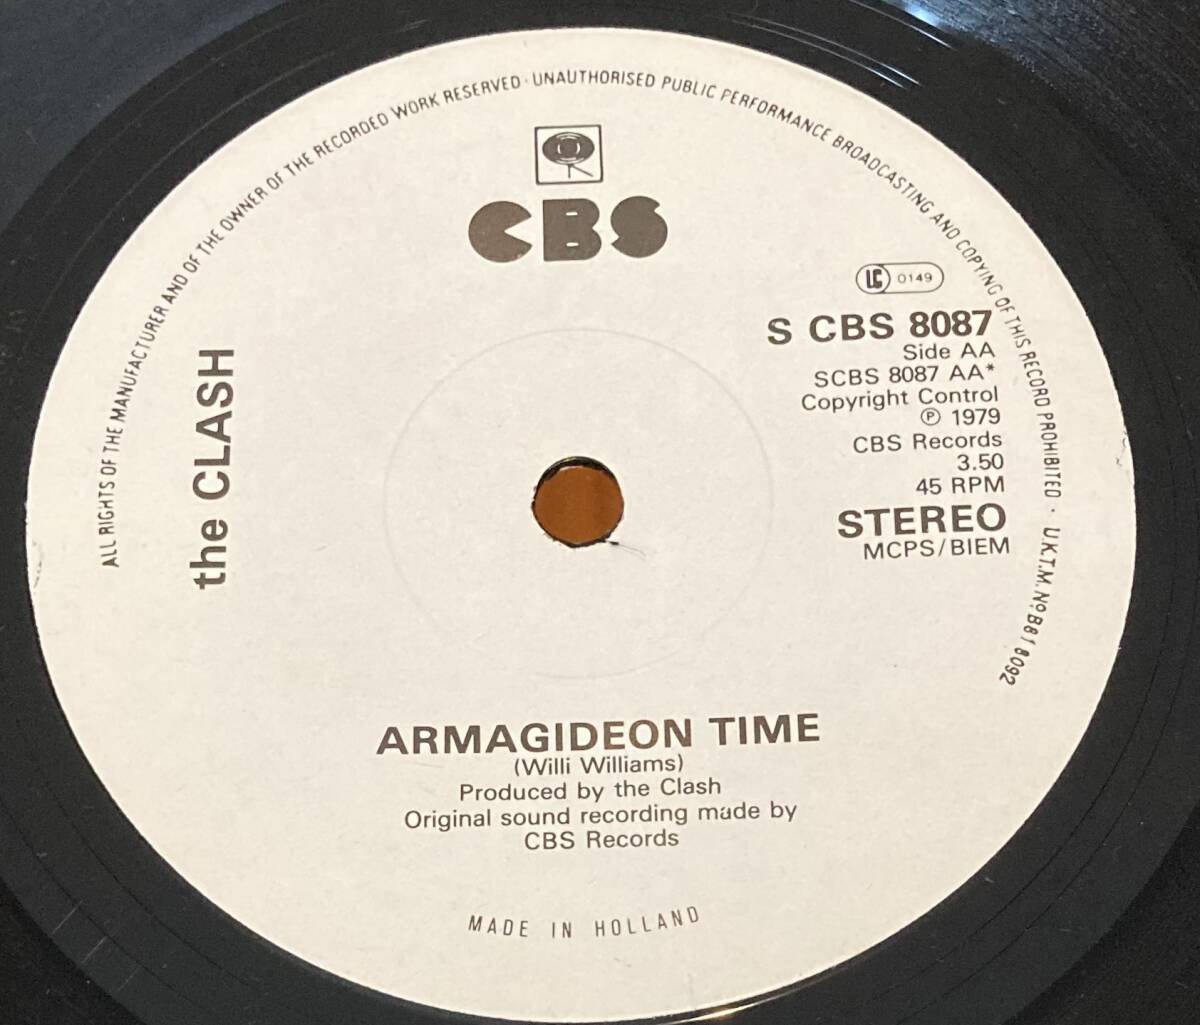 ALL RIGHTS OF THE MANUFACTURER AND OF THE OWNER OF THE RECORDED WORK RESERVED · UNAUTHORISED PUBLIC PERFORMANCE BROADCASTING AND COPYING OF THIS RECORD PROHIBITED · U.K.T.M. No B81 8092
CBS
LC 0149
S CBS 8087
Side AA
SCBS 8087 AA*
Copyright Control
℗ 1979
CBS Records
3.50
45 RPM
STEREO
MCPS/BIEM
the CLASH
ARMAGIDEON TIME
(Willi Williams)
Produced by the Clash
Original sound recording made by
CBS Records
MADE IN HOLLAND